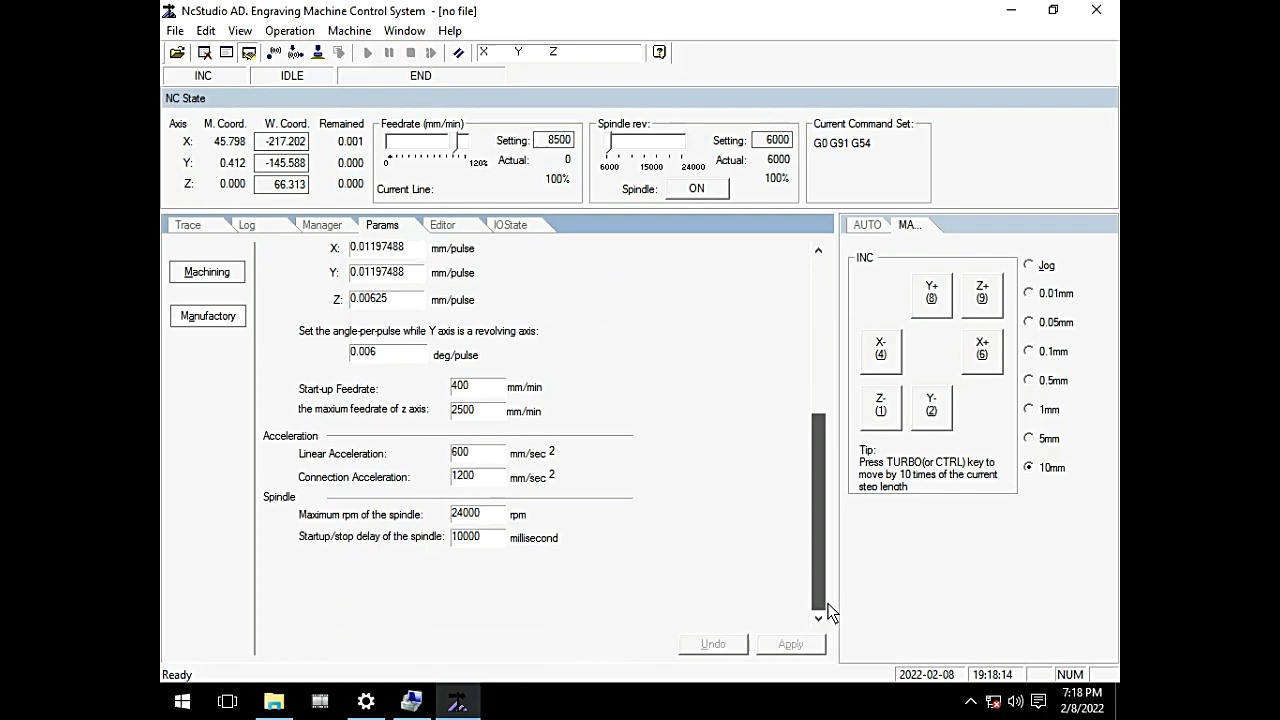 NcStudio AD. Engraving Machine Control System - [no file]
File Edit View Operation Machine Window Help
X Y Z
INC IDLE END
NC State
Axis M. Coord. W. Coord. Remained
X: 45.798 -217.202 0.001
Y: 0.412 -145.588 0.000
Z: 0.000 66.313 0.000
Feedrate (mm/min)
0 120%
Setting: 8500
Actual: 0
100%
Current Line:
Spindle rev:
6000 15000 24000
Setting: 6000
Actual: 6000
100%
Spindle: ON
Current Command Set:
G0 G91 G54
Trace Log Manager Params Editor IOState
Machining
Manufactory
X: 0.01197488 mm/pulse
Y: 0.01197488 mm/pulse
Z: 0.00625 mm/pulse
Set the angle-per-pulse while Y axis is a revolving axis:
0.006 deg/pulse
Start-up Feedrate: 400 mm/min
the maxium feedrate of z axis: 2500 mm/min
Acceleration
Linear Acceleration: 600 mm/sec 2
Connection Acceleration: 1200 mm/sec 2
Spindle
Maximum rpm of the spindle: 24000 rpm
Startup/stop delay of the spindle: 10000 millisecond
Undo Apply
AUTO MA...
INC
Y+ (8)
Z+ (9)
X- (4)
X+ (6)
Z- (1)
Y- (2)
Tip:
Press TURBO(or CTRL) key to
move by 10 times of the current
step length
Jog
0.01mm
0.05mm
0.1mm
0.5mm
1mm
5mm
10mm
Ready 2022-02-08 19:18:14 NUM
7:18 PM
2/8/2022